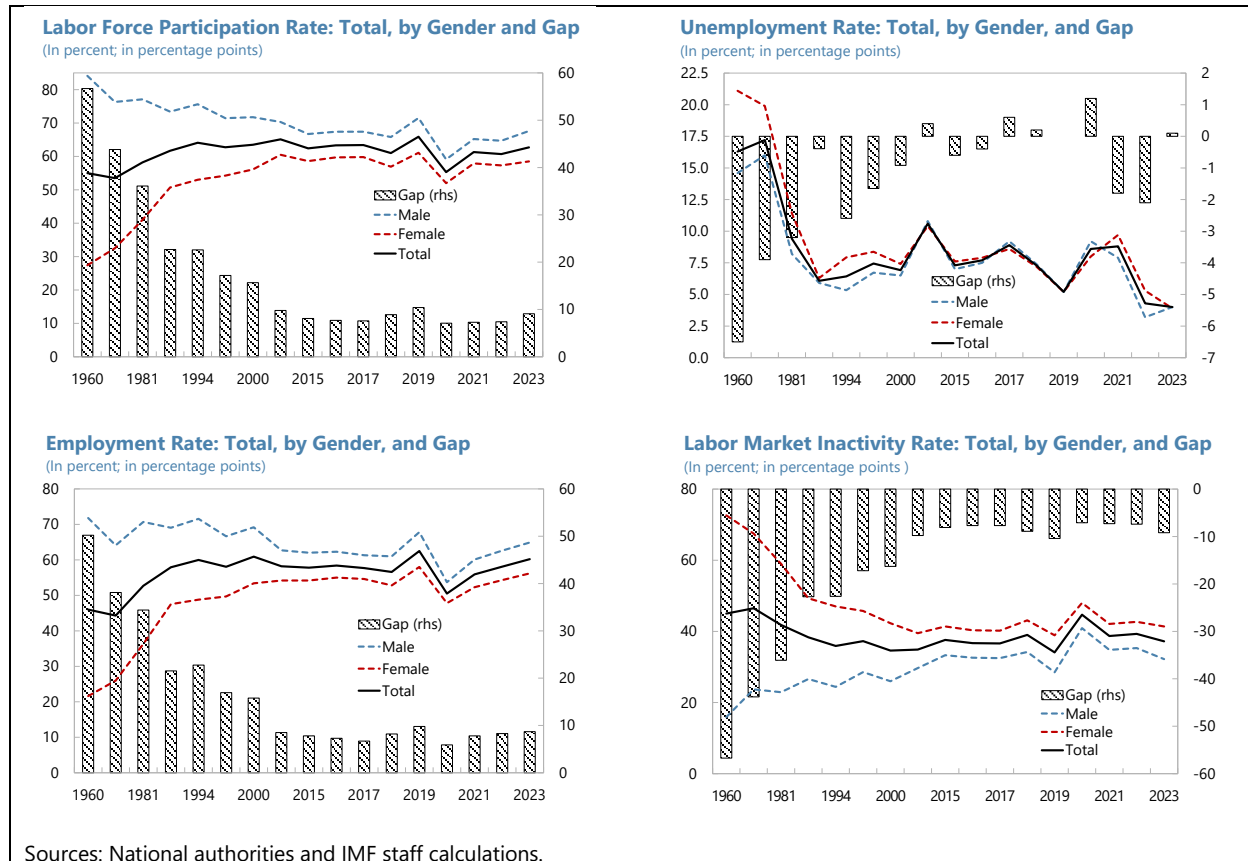 Labor Force Participation Rate: Total, by Gender and Gap
(In percent; in percentage points)
80
70
60
50
40
30
20
10
0
60
50
40
30
20
10
0
Gap (rhs)
Male
Female
Total
1960 1981 1994 2000 2015 2017 2019 2021 2023
Unemployment Rate: Total, by Gender, and Gap
(In percent; in percentage points)
22.5
20.0
17.5
15.0
12.5
10.0
7.5
5.0
2.5
0.0
2
1
0
-1
-2
-3
-4
-5
-6
-7
Gap (rhs)
Male
Female
Total
1960 1981 1994 2000 2015 2017 2019 2021 2023
Employment Rate: Total, by Gender, and Gap
(In percent; in percentage points)
80
70
60
50
40
30
20
10
0
60
50
40
30
20
10
0
Gap (rhs)
Male
Female
Total
1960 1981 1994 2000 2015 2017 2019 2021 2023
Labor Market Inactivity Rate: Total, by Gender, and Gap
(In percent; in percentage points )
80
60
40
20
0
0
-10
-20
-30
-40
-50
-60
Gap (rhs)
Male
Female
Total
1960 1981 1994 2000 2015 2017 2019 2021 2023
Sources: National authorities and IMF staff calculations.